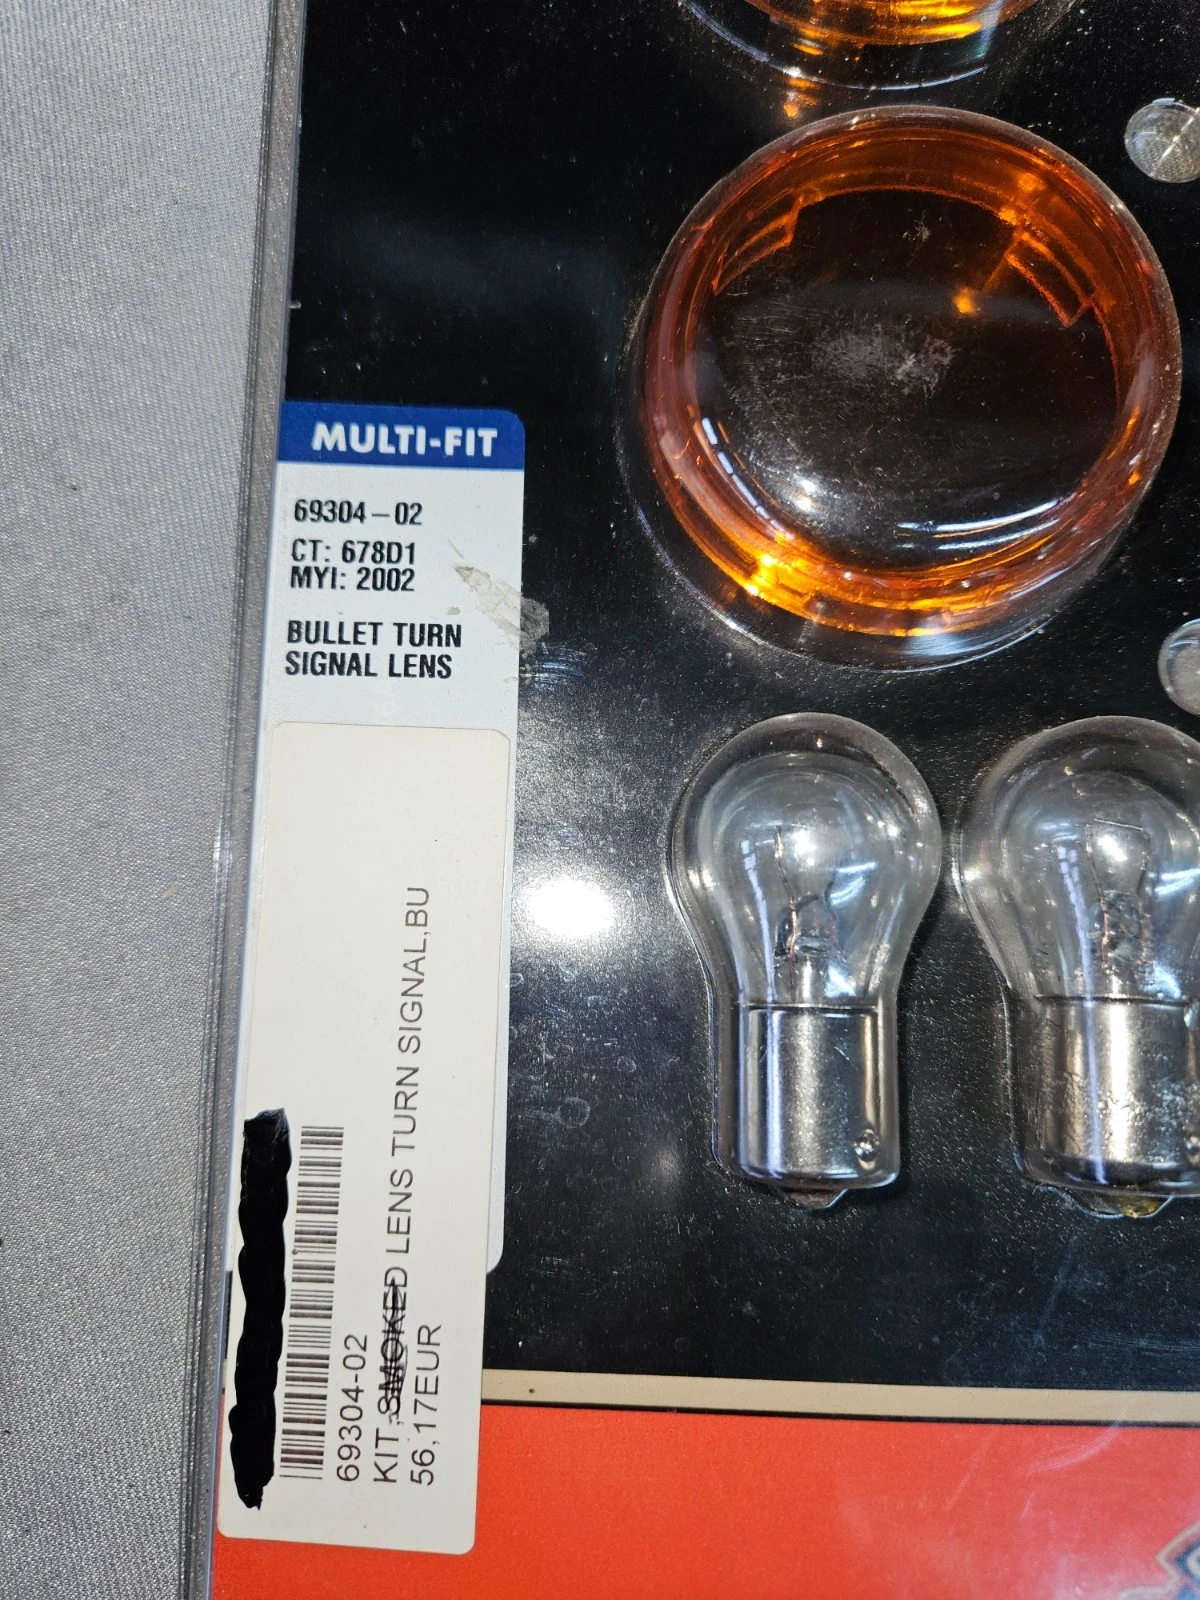 MULTI-FIT
69304-02
CT: 678D1
MYI: 2002
BULLET TURN
SIGNAL LENS
69304-02
KIT,SMOKED LENS TURN SIGNAL,BU
56,17EUR